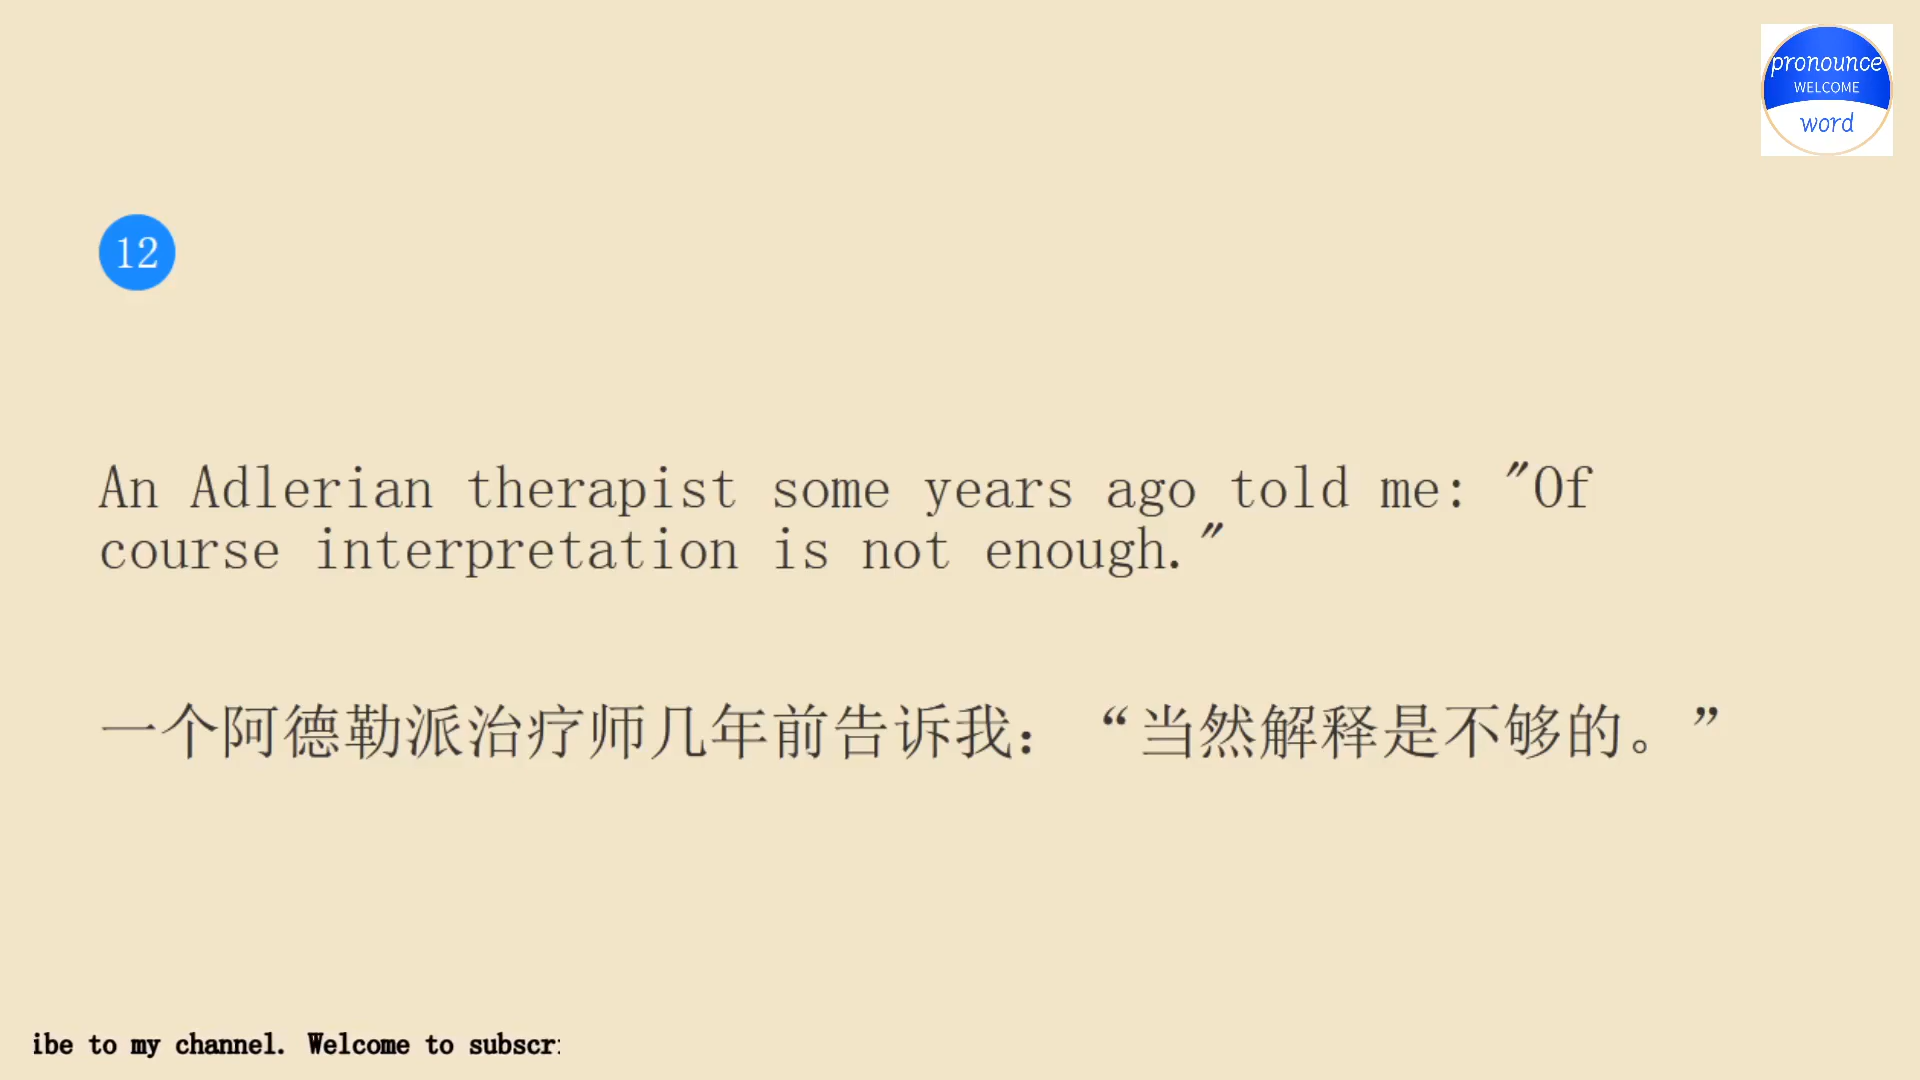 pronounce
WELCOME
word
12
An Adlerian therapist some years ago told me: "Of
course interpretation is not enough."
一个阿德勒派治疗师几年前告诉我：“当然解释是不够的。”
ibe to my channel. Welcome to subscr